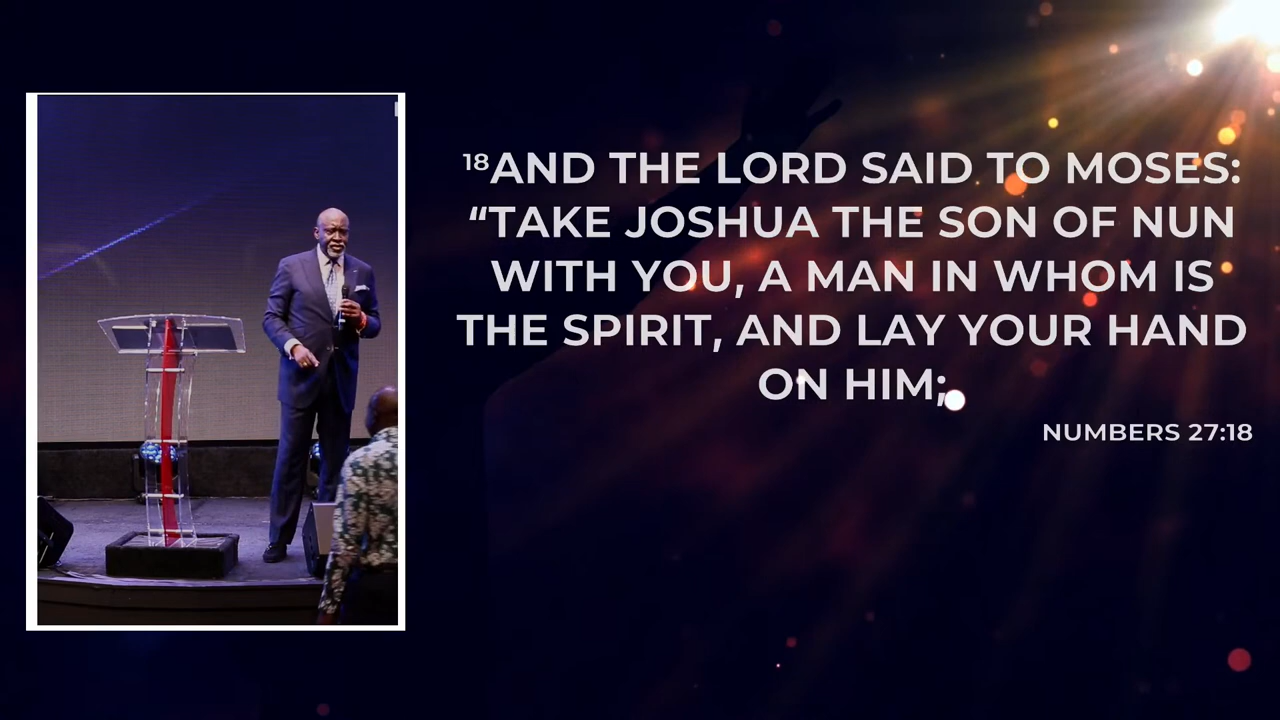 ¹⁸AND THE LORD SAID TO MOSES:
“TAKE JOSHUA THE SON OF NUN
WITH YOU, A MAN IN WHOM IS
THE SPIRIT, AND LAY YOUR HAND
ON HIM;
NUMBERS 27:18